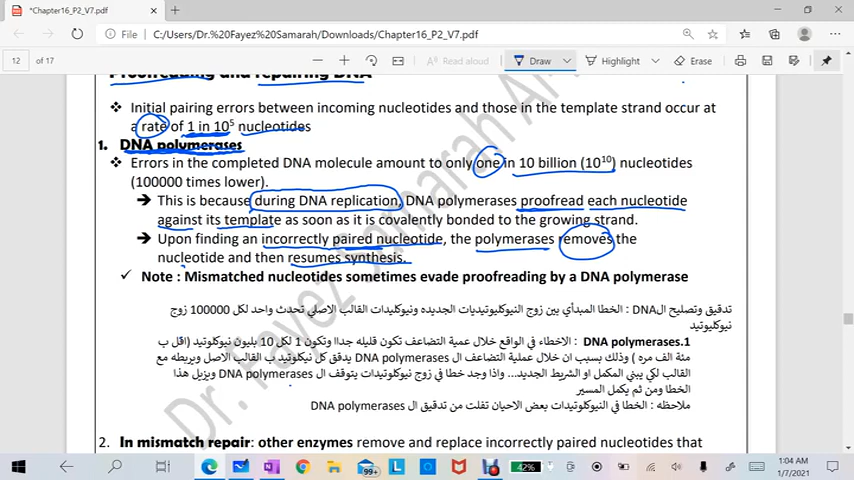 *Chapter16_P2_V7.pdf
File C:/Users/Dr.%20Fayez%20Samarah/Downloads/Chapter16_P2_V7.pdf
12 of 17
Read aloud Draw Highlight Erase
Proofreading and repairing DNA
Initial pairing errors between incoming nucleotides and those in the template strand occur at
a rate of 1 in 10⁵ nucleotides
1. DNA polymerases
Errors in the completed DNA molecule amount to only one in 10 billion (10¹⁰) nucleotides
(100000 times lower).
This is because during DNA replication, DNA polymerases proofread each nucleotide
against its template as soon as it is covalently bonded to the growing strand.
Upon finding an incorrectly paired nucleotide, the polymerases removes the
nucleotide and then resumes synthesis.
Note : Mismatched nucleotides sometimes evade proofreading by a DNA polymerase
تدقيق وتصليح الDNA: الخطا المبدأي بين زوج النيوكليوتيديات الجديده ونيوكليدات القالب الاصلي تحدث واحد لكل 100000 زوج
نيوكليوتيد
1.DNA polymerases: الاخطاء في الواقع خلال عمية التضاعف تكون قليله جداا وتكون 1 لكل 10 بليون نيوكلوتيد (اقل ب
مئة الف مره ) وذلك بسبب ان خلال عملية التضاعف ال DNA polymerases يدقق كل نيكلوتيد ب القالب الاصل ويربطه مع
القالب لكي يبني المكمل او الشريط الجديد... واذا وجد خطا في زوج نيوكلوتيدات يتوقف ال DNA polymerases ويزيل هذا
الخطا ومن ثم يكمل المسير
ملاحظه : الخطا في النيوكلوتيدات بعض الاحيان تفلت من تدقيق ال DNA polymerases
2. In mismatch repair: other enzymes remove and replace incorrectly paired nucleotides that
Dr. Fayez Samarah
99+
42%
1:04 AM
1/7/2021